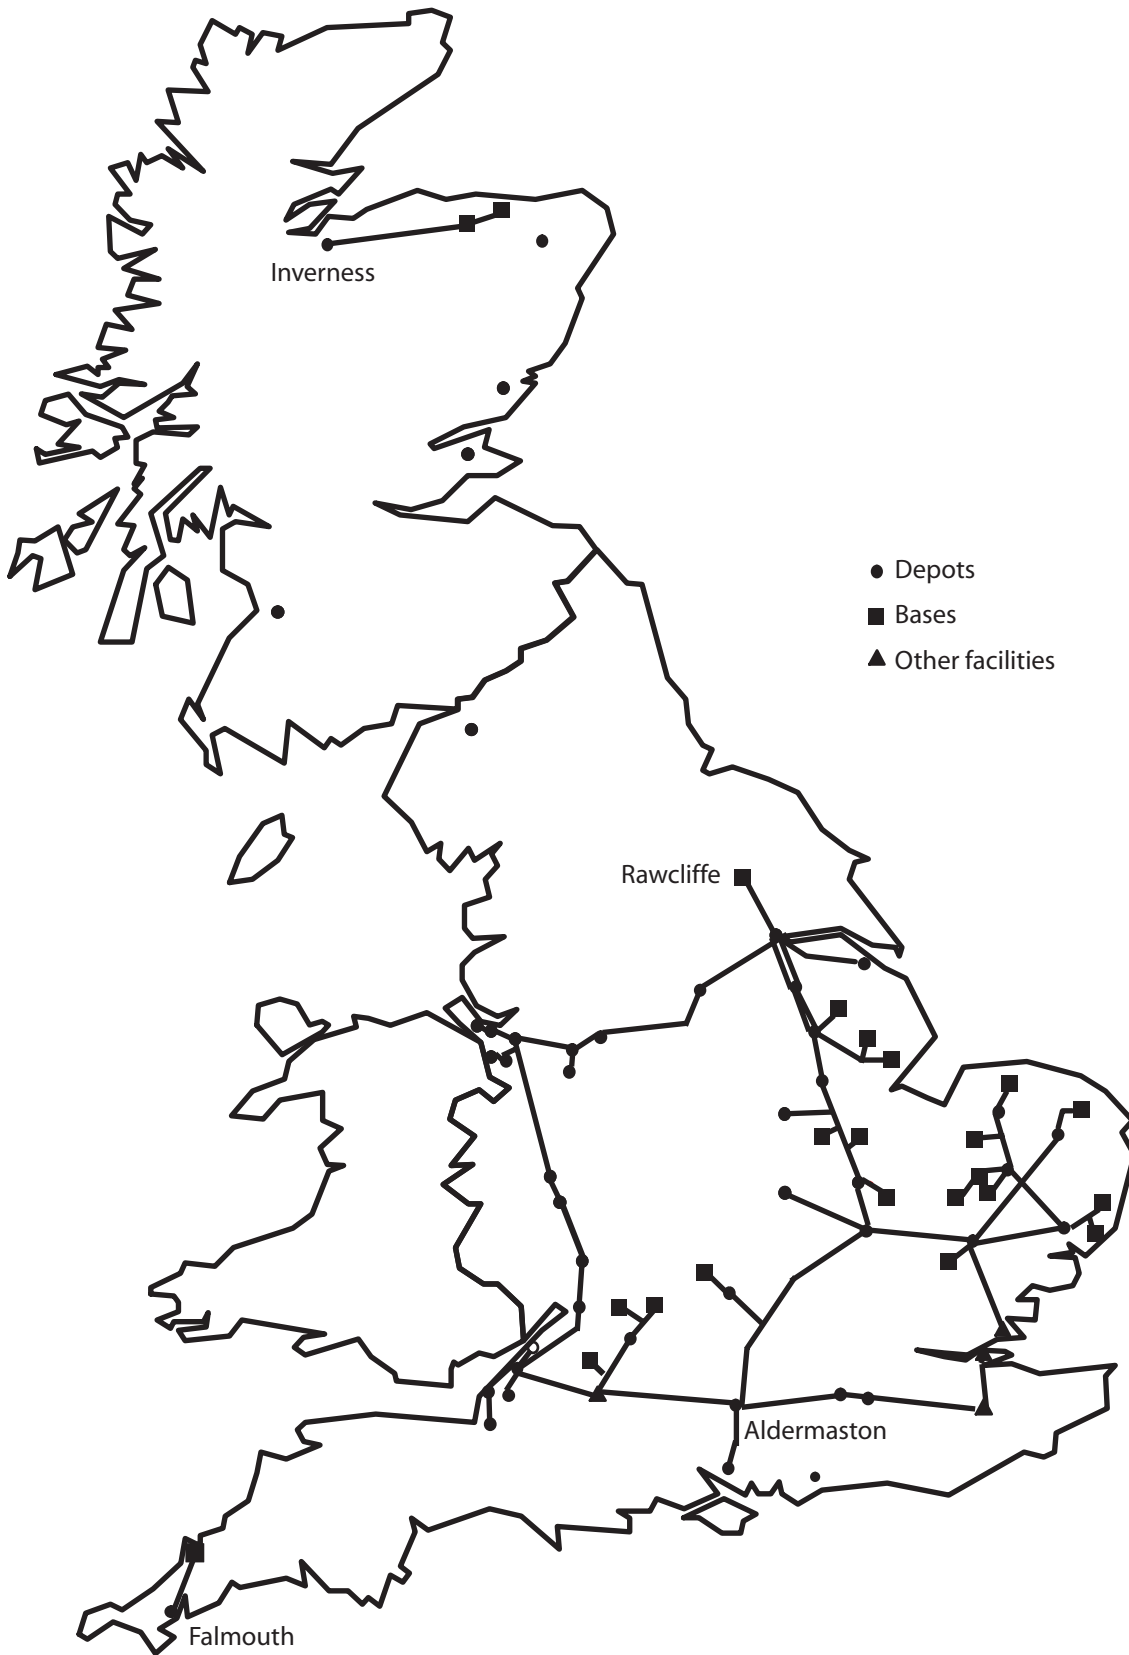 Inverness
Depots
Bases
Other facilities
Rawcliffe
Aldermaston
Falmouth